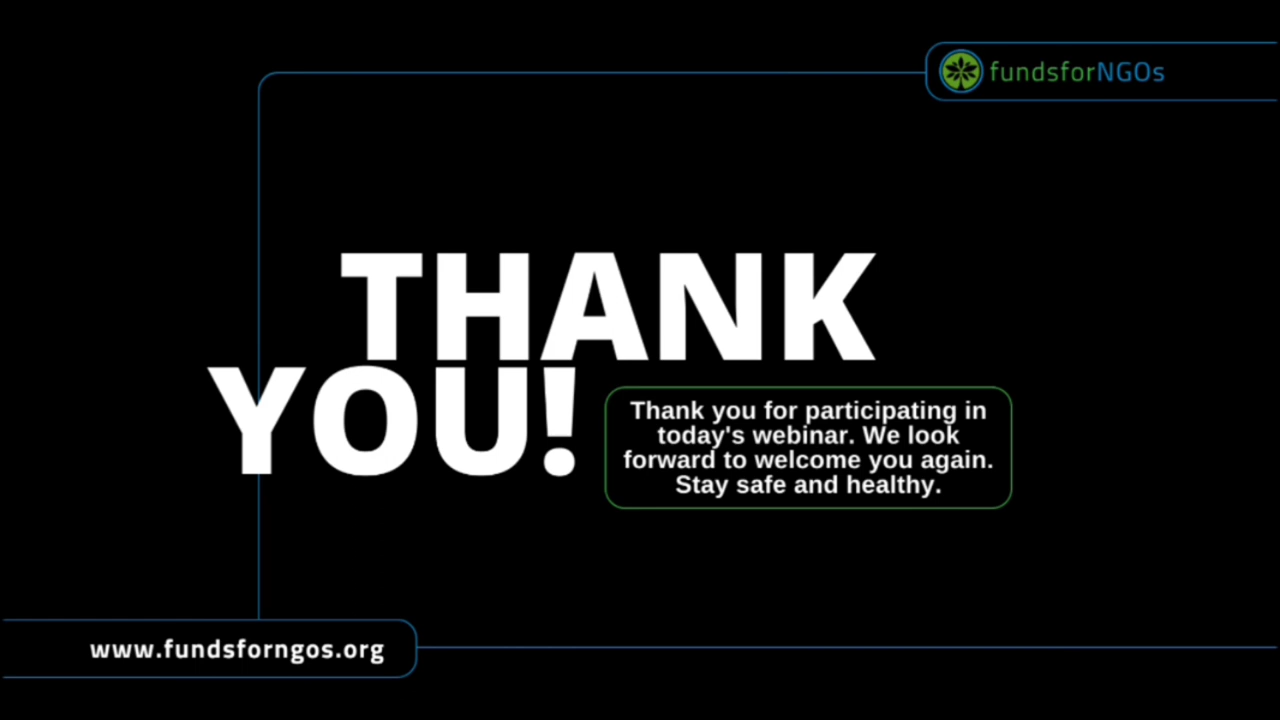 fundsforNGOs
THANK
YOU!
Thank you for participating in
today's webinar. We look
forward to welcome you again.
Stay safe and healthy.
www.fundsforngos.org